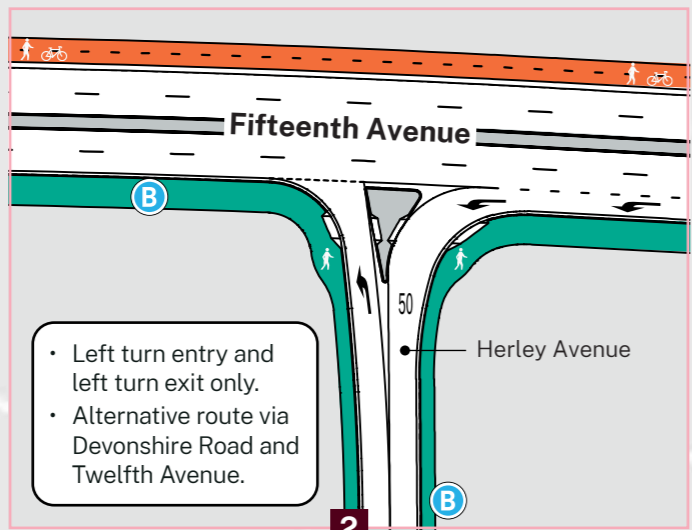 Fifteenth Avenue
B
50
Herley Avenue
• Left turn entry and
left turn exit only.
• Alternative route via
Devonshire Road and
Twelfth Avenue.
B
2